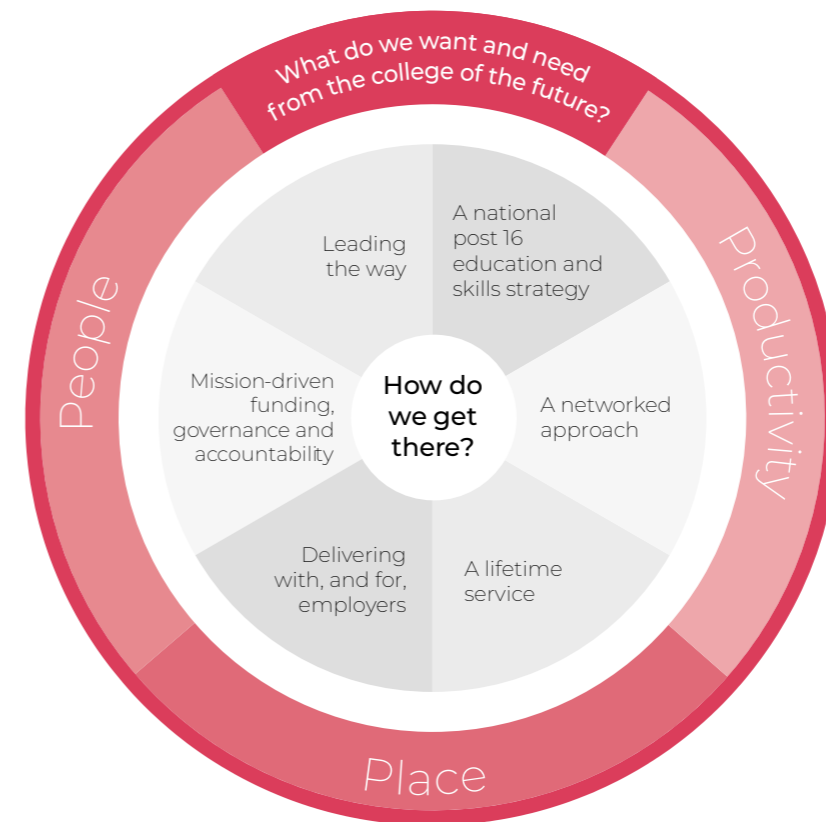 What do we want and need
from the college of the future?
People
Productivity
Place
How do
we get
there?
A national
post 16
education and
skills strategy
A networked
approach
A lifetime
service
Delivering
with, and for,
employers
Mission-driven
funding,
governance and
accountability
Leading
the way